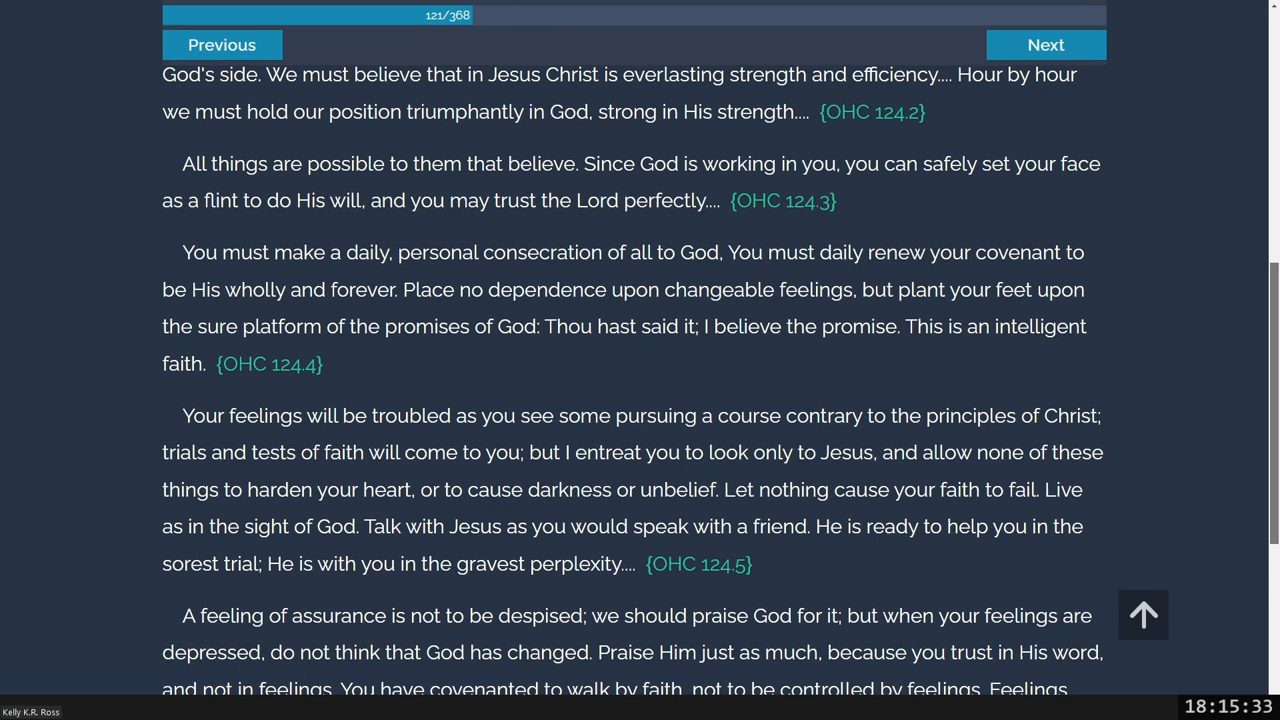 121/368
Previous
Next
God's side. We must believe that in Jesus Christ is everlasting strength and efficiency.... Hour by hour
we must hold our position triumphantly in God, strong in His strength.... {OHC 124.2}
All things are possible to them that believe. Since God is working in you, you can safely set your face
as a flint to do His will, and you may trust the Lord perfectly.... {OHC 124.3}
You must make a daily, personal consecration of all to God, You must daily renew your covenant to
be His wholly and forever. Place no dependence upon changeable feelings, but plant your feet upon
the sure platform of the promises of God: Thou hast said it; I believe the promise. This is an intelligent
faith. {OHC 124.4}
Your feelings will be troubled as you see some pursuing a course contrary to the principles of Christ;
trials and tests of faith will come to you; but I entreat you to look only to Jesus, and allow none of these
things to harden your heart, or to cause darkness or unbelief. Let nothing cause your faith to fail. Live
as in the sight of God. Talk with Jesus as you would speak with a friend. He is ready to help you in the
sorest trial; He is with you in the gravest perplexity.... {OHC 124.5}
A feeling of assurance is not to be despised; we should praise God for it; but when your feelings are
depressed, do not think that God has changed. Praise Him just as much, because you trust in His word,
and not in feelings. You have covenanted to walk by faith, not to be controlled by feelings. Feelings
Kelly K.R. Ross
18:15:33